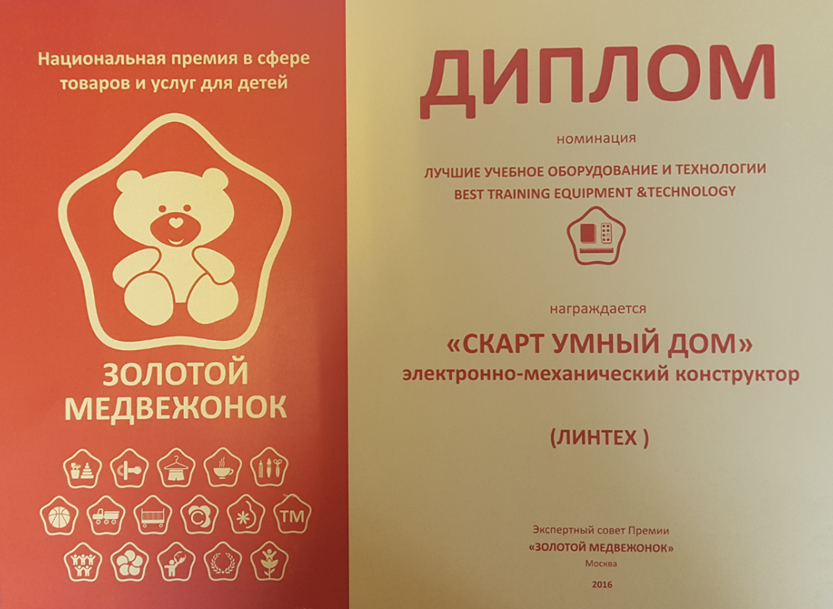 Национальная премия в сфере
товаров и услуг для детей
ЗОЛОТОЙ
МЕДВЕЖОНОК
TM
ДИПЛОМ
номинация
ЛУЧШИЕ УЧЕБНОЕ ОБОРУДОВАНИЕ И ТЕХНОЛОГИИ
BEST TRAINING EQUIPMENT &TECHNOLOGY
награждается
«СКАРТ УМНЫЙ ДОМ»
электронно-механический конструктор
(ЛИНТЕХ )
Экспертный совет Премии
«ЗОЛОТОЙ МЕДВЕЖОНОК»
Москва
2016